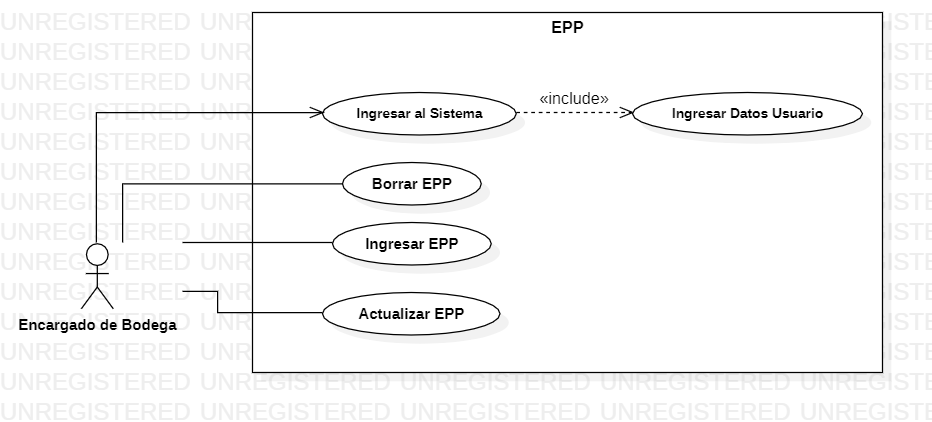 EPP
«include»
Ingresar al Sistema
Ingresar Datos Usuario
Borrar EPP
Ingresar EPP
Actualizar EPP
Encargado de Bodega
UNREGISTERED UNREGISTERED UNREGISTERED UNREGISTERED UNREGISTERED